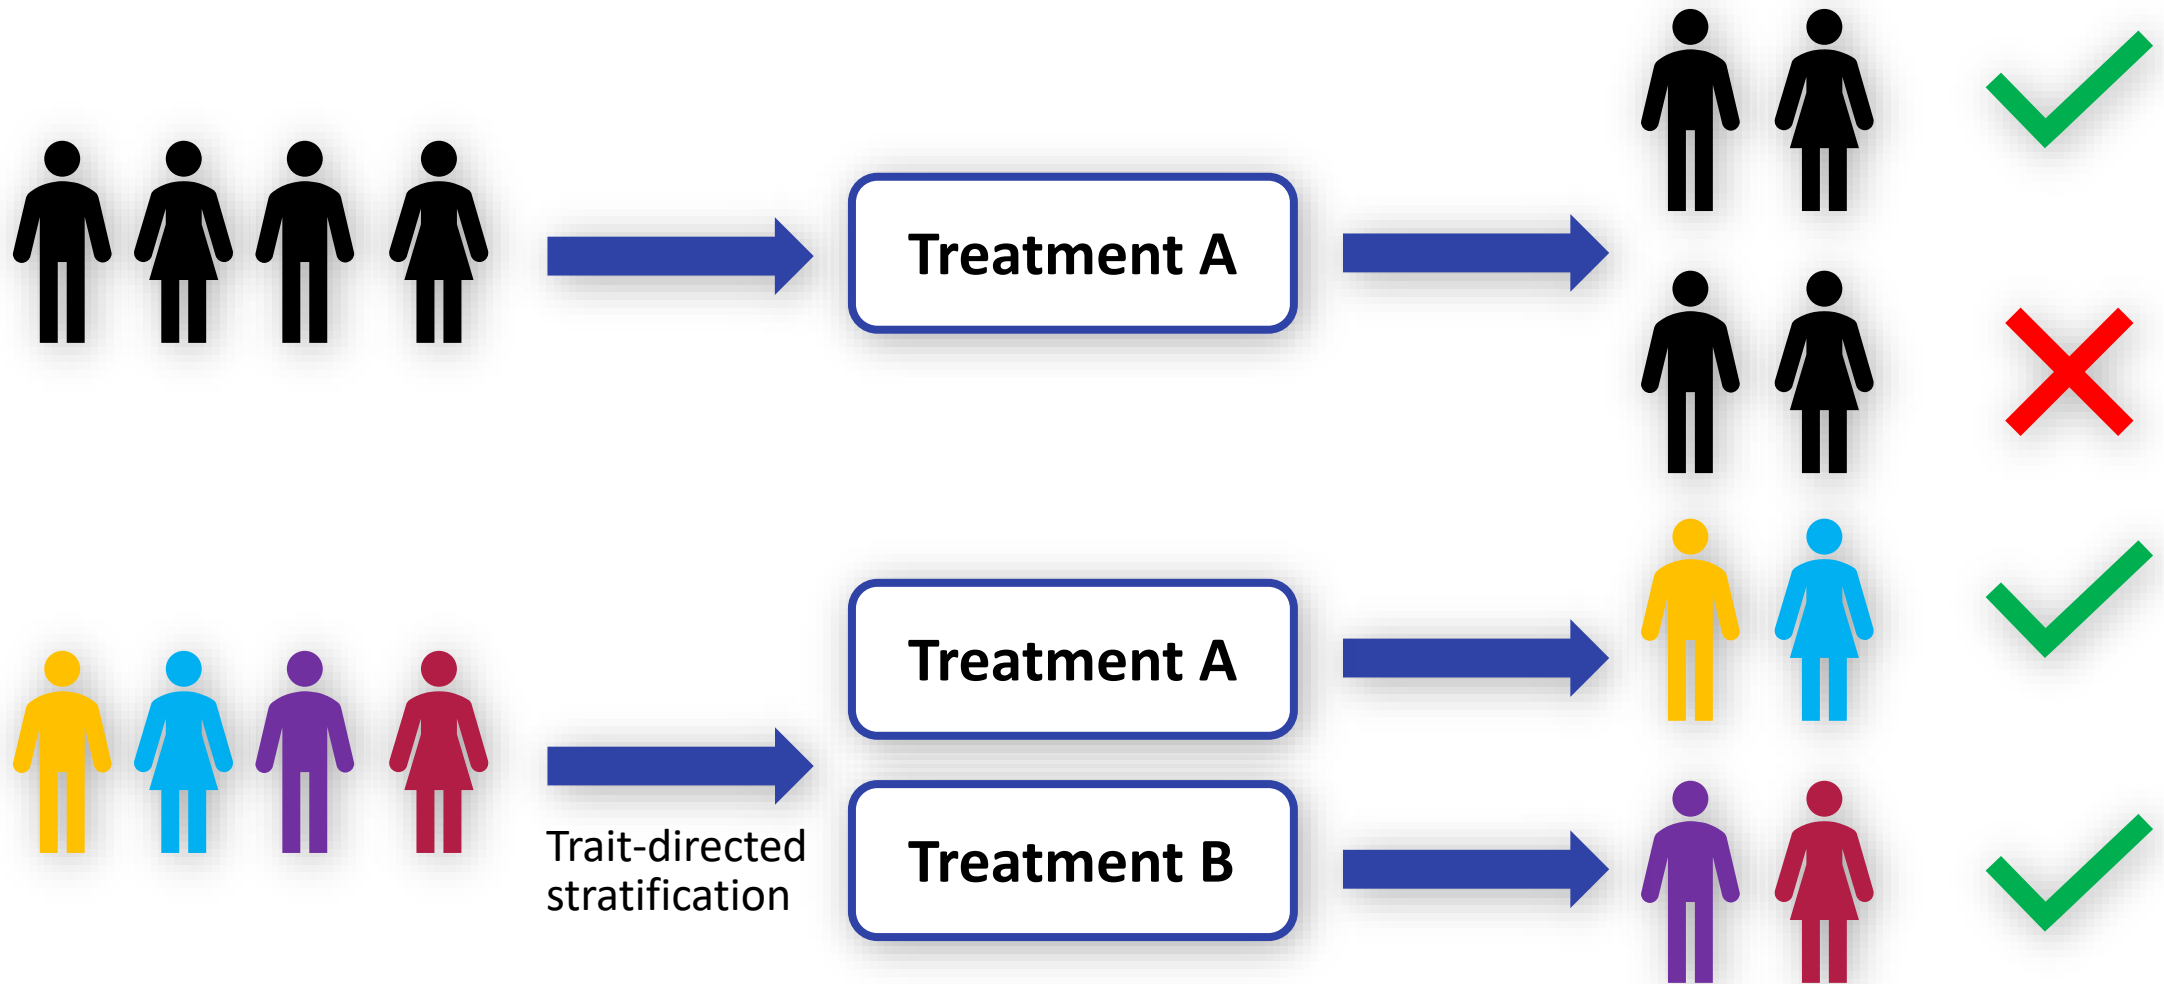 Treatment A
Treatment A
Trait-directed
stratification
Treatment B